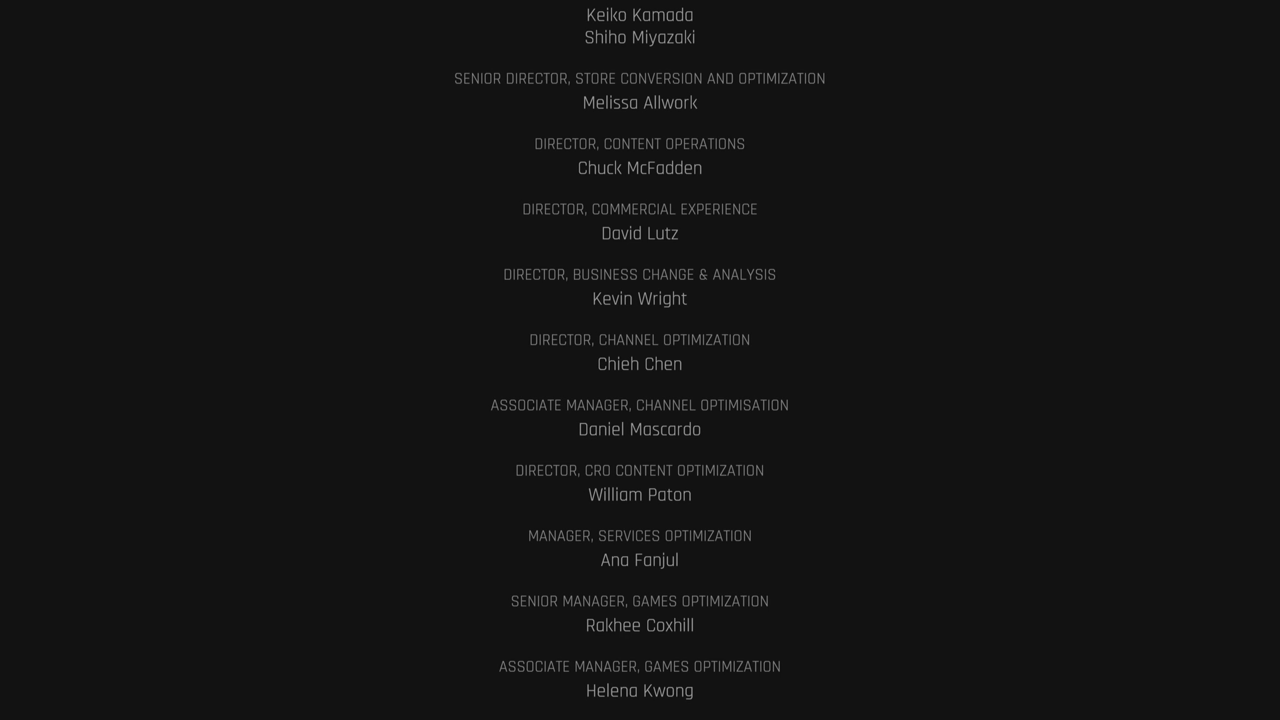 Keiko Kamada
Shiho Miyazaki
SENIOR DIRECTOR, STORE CONVERSION AND OPTIMIZATION
Melissa Allwork
DIRECTOR, CONTENT OPERATIONS
Chuck McFadden
DIRECTOR, COMMERCIAL EXPERIENCE
David Lutz
DIRECTOR, BUSINESS CHANGE & ANALYSIS
Kevin Wright
DIRECTOR, CHANNEL OPTIMIZATION
Chieh Chen
ASSOCIATE MANAGER, CHANNEL OPTIMISATION
Daniel Mascardo
DIRECTOR, CRO CONTENT OPTIMIZATION
William Paton
MANAGER, SERVICES OPTIMIZATION
Ana Fanjul
SENIOR MANAGER, GAMES OPTIMIZATION
Rakhee Coxhill
ASSOCIATE MANAGER, GAMES OPTIMIZATION
Helena Kwong